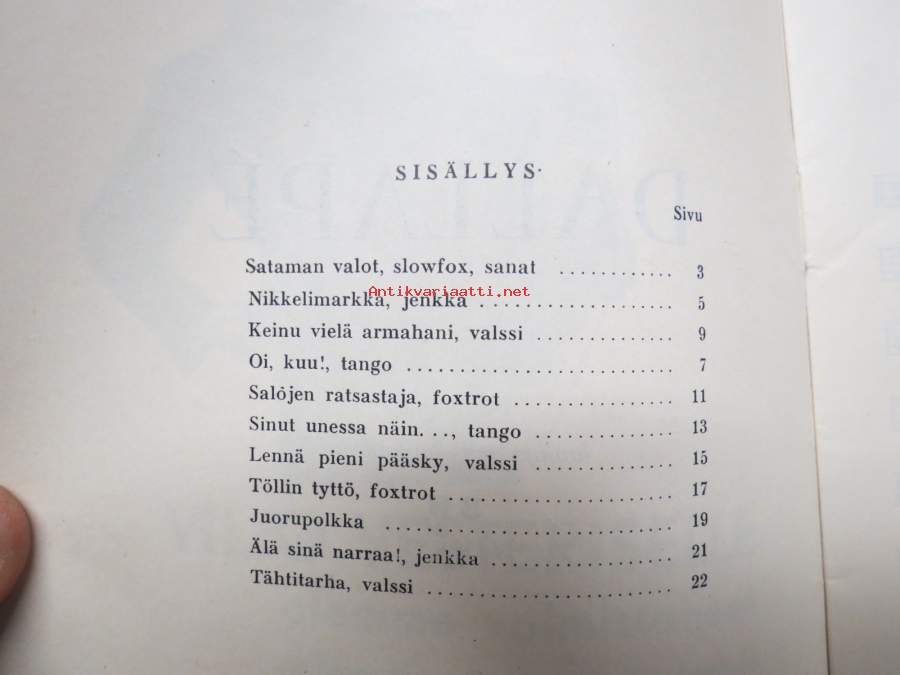 SISÄLLYS
Sivu
Sataman valot, slowfox, sanat ............ 3
Antikvariaatti.net
Nikkelimarkka, jenkka .................. 5
Keinu vielä armahani, valssi ............... 9
Oi, kuu!, tango ......................... 7
Salojen ratsastaja, foxtrot ................. 11
Sinut unessa näin. . ., tango ............... 13
Lennä pieni pääsky, valssi ............... 15
Töllin tyttö, foxtrot ........................ 17
Juorupolkka .............................. 19
Älä sinä narraa!, jenkka .................... 21
Tähtitarha, valssi .......................... 22
DALLAPÉ